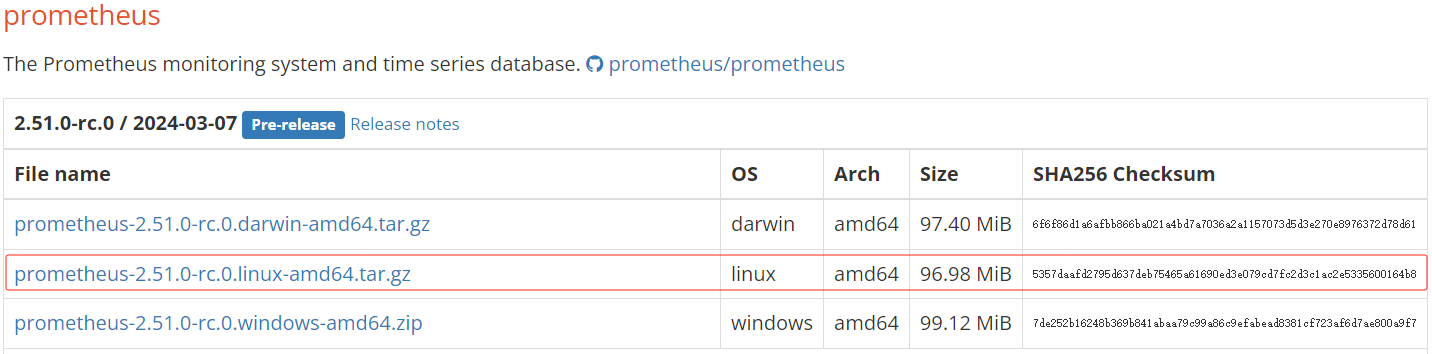 prometheus
The Prometheus monitoring system and time series database. prometheus/prometheus
2.51.0-rc.0 / 2024-03-07 Pre-release Release notes
File name OS Arch Size SHA256 Checksum
prometheus-2.51.0-rc.0.darwin-amd64.tar.gz darwin amd64 97.40 MiB 6f6f86d1a6afbb866ba021a4bd7a7036a2a1157073d5d3e270e8976372d78d61
prometheus-2.51.0-rc.0.linux-amd64.tar.gz linux amd64 96.98 MiB 5357daafd2795d637deb75465a61690ed3e079cd7fc2d3c1ac2e5335600164b8
prometheus-2.51.0-rc.0.windows-amd64.zip windows amd64 99.12 MiB 7de252b16248b369b841abaa79c99a86c9efabead8381cf723af6d7ae800a9f7